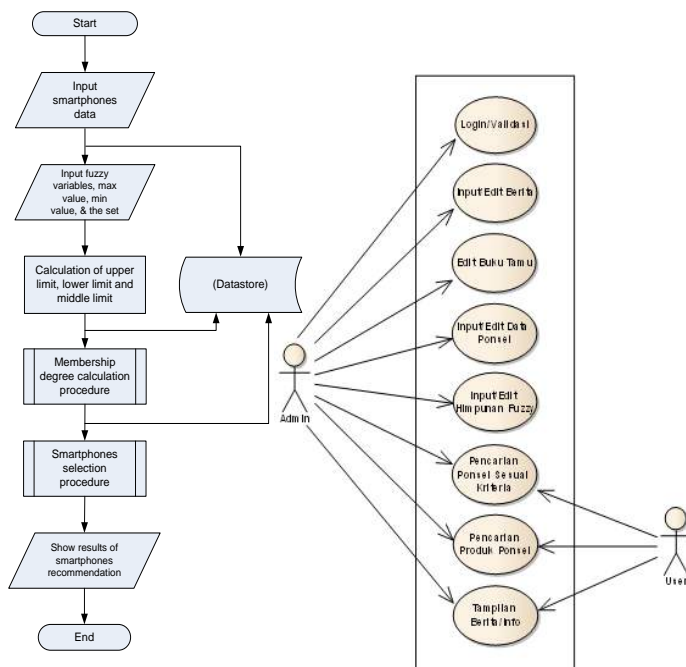 Start
Input
smartphones
data
Input fuzzy
variables, max
value, min
value, & the set
Calculation of upper
limit, lower limit and
middle limit
(Datastore)
Membership
degree calculation
procedure
Smartphones
selection
procedure
Show results of
smartphones
recommendation
End
Login/Validasi
Input/Edit Berita
Edit Buku Tamu
Input/Edit Data
Ponsel
Input/Edit
Himpunan Fuzzy
Pencarian
Ponsel Sesuai
Kriteria
Pencarian
Produk Ponsel
Tampilan
Berita/Info
Admin
User